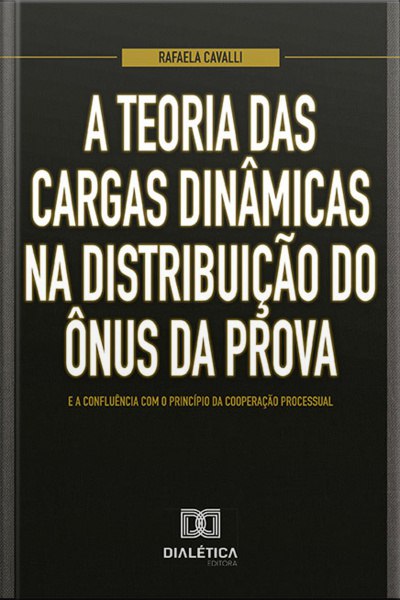 RAFAELA CAVALLI
A TEORIA DAS
CARGAS DINÂMICAS
NA DISTRIBUIÇÃO DO
ÔNUS DA PROVA
E A CONFLUÊNCIA COM O PRINCÍPIO DA COOPERAÇÃO PROCESSUAL
DIALÉTICA
EDITORA